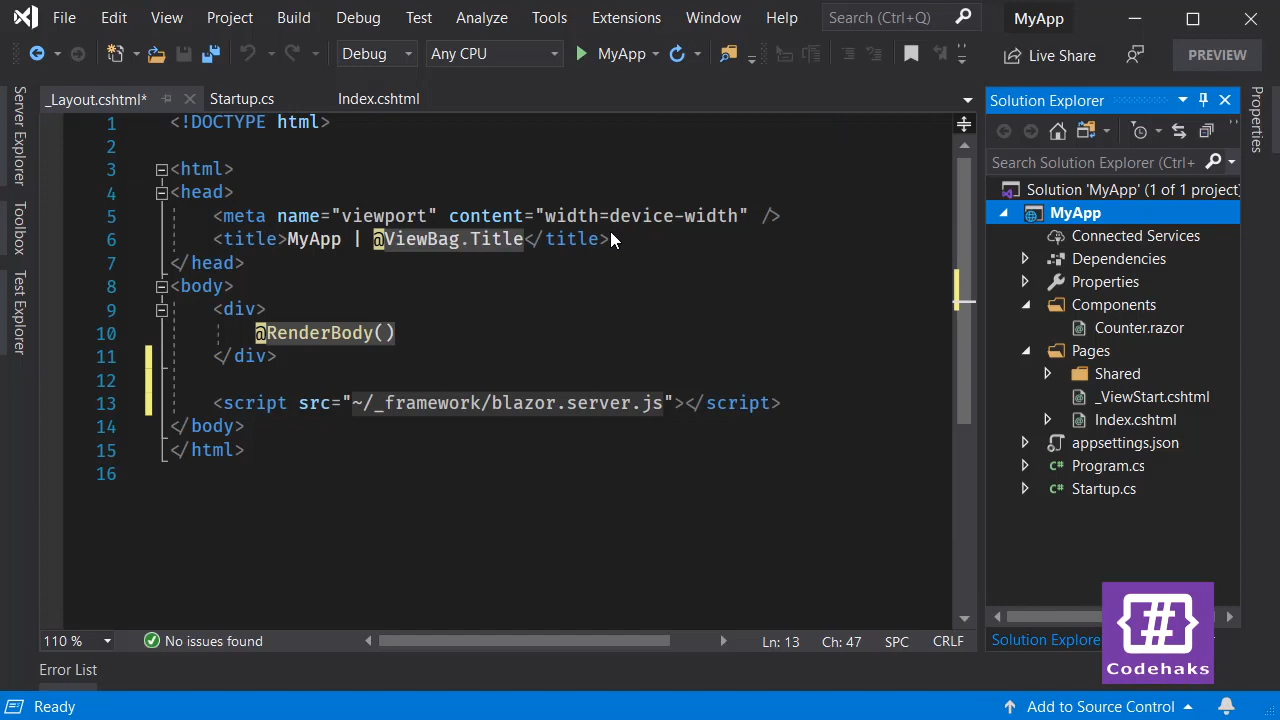 File Edit View Project Build Debug Test Analyze Tools Extensions Window Help Search (Ctrl+Q) MyApp
Debug Any CPU MyApp Live Share PREVIEW
Server Explorer
Toolbox
Test Explorer
_Layout.cshtml* Startup.cs Index.cshtml
1 <!DOCTYPE html>
2
3 <html>
4 <head>
5 <meta name="viewport" content="width=device-width" />
6 <title>MyApp | @ViewBag.Title</title>
7 </head>
8 <body>
9 <div>
10 @RenderBody()
11 </div>
12
13 <script src="~/_framework/blazor.server.js"></script>
14 </body>
15 </html>
16
110 % No issues found Ln: 13 Ch: 47 SPC CRLF
Error List
Solution Explorer
Search Solution Explorer (Ctrl+
Solution 'MyApp' (1 of 1 project)
MyApp
Connected Services
Dependencies
Properties
Components
Counter.razor
Pages
Shared
_ViewStart.cshtml
Index.cshtml
appsettings.json
Program.cs
Startup.cs
Solution Explorer
Properties
{#}
Codehaks
Ready Add to Source Control